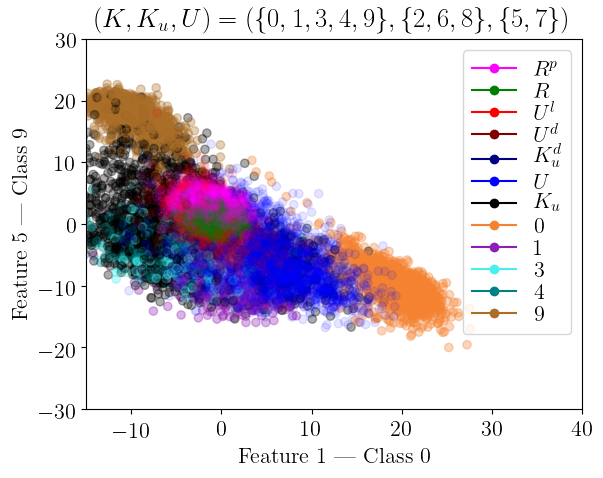 (K, K_u, U) = ({0, 1, 3, 4, 9}, {2, 6, 8}, {5, 7})
30
20
10
0
−10
−20
−30
Feature 5 — Class 9
R^p
R
U^l
U^d
K_u^d
U
K_u
0
1
3
4
9
−10
0
10
20
30
40
Feature 1 — Class 0